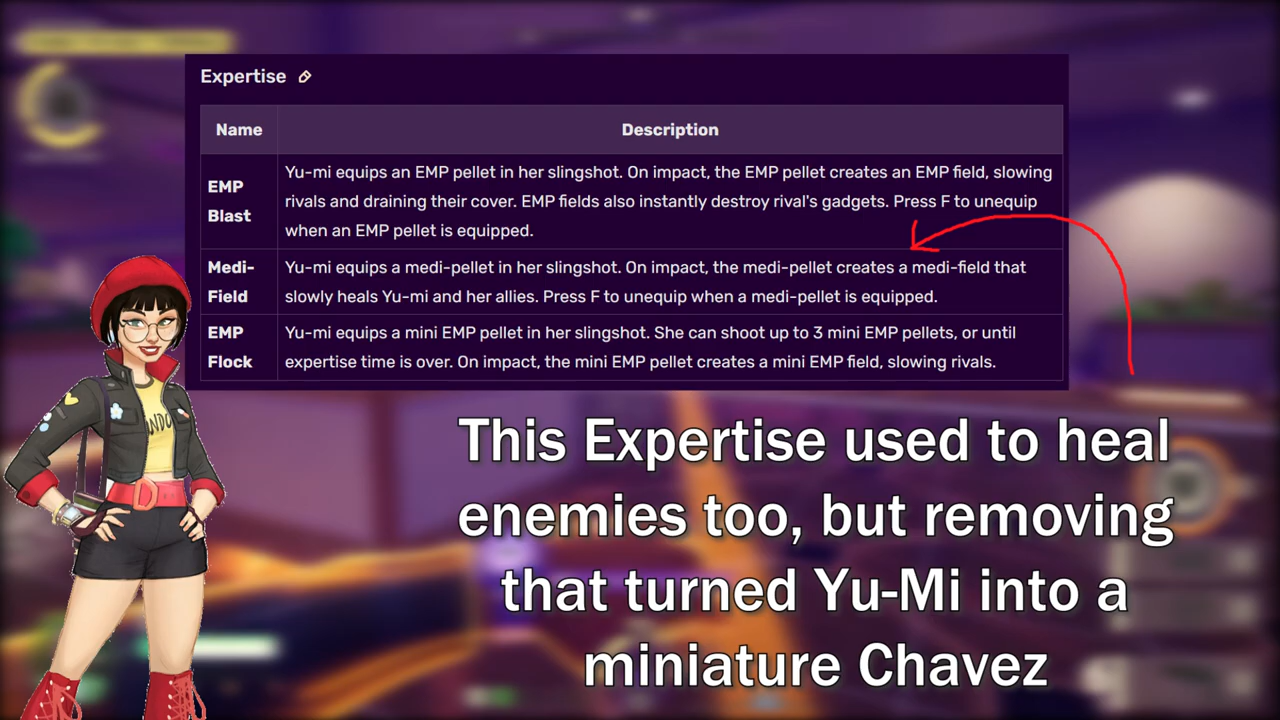 Expertise
Name Description
EMP Blast
Yu-mi equips an EMP pellet in her slingshot. On impact, the EMP pellet creates an EMP field, slowing
rivals and draining their cover. EMP fields also instantly destroy rival's gadgets. Press F to unequip
when an EMP pellet is equipped.
Medi-
Field
Yu-mi equips a medi-pellet in her slingshot. On impact, the medi-pellet creates a medi-field that
slowly heals Yu-mi and her allies. Press F to unequip when a medi-pellet is equipped.
EMP
Flock
Yu-mi equips a mini EMP pellet in her slingshot. She can shoot up to 3 mini EMP pellets, or until
expertise time is over. On impact, the mini EMP pellet creates a mini EMP field, slowing rivals.
This Expertise used to heal
enemies too, but removing
that turned Yu-Mi into a
miniature Chavez